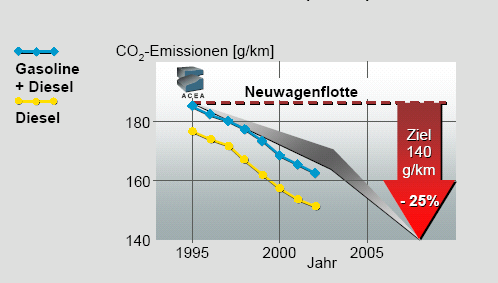 CO2-Emissionen [g/km]
Gasoline
+ Diesel
Diesel
ACEA
Neuwagenflotte
180
160
140
Ziel
140
g/km
- 25%
1995
2000
2005
Jahr